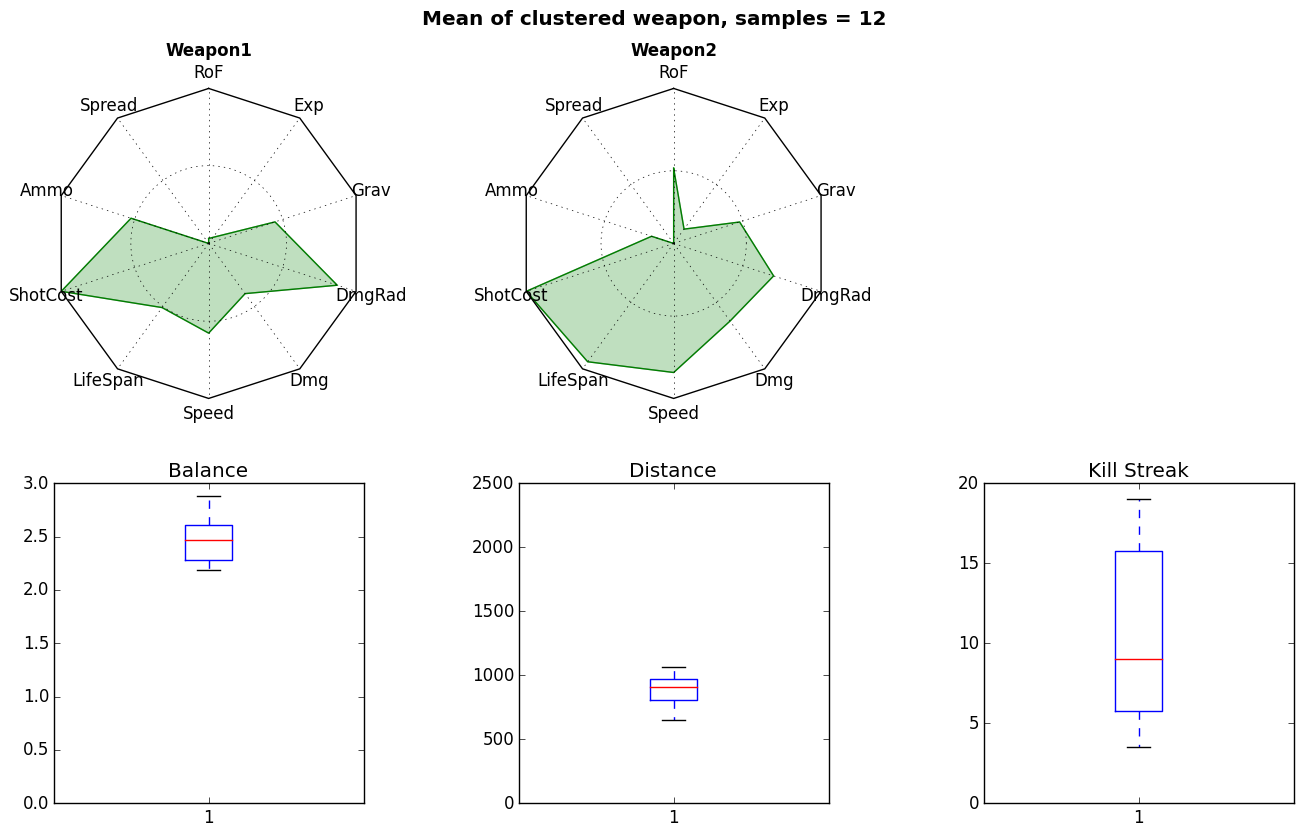 Mean of clustered weapon, samples = 12
Weapon1
Weapon2
RoF
RoF
Spread
Exp
Spread
Exp
Ammo
Grav
Ammo
Grav
ShotCost
DmgRad
ShotCost
DmgRad
LifeSpan
Dmg
LifeSpan
Dmg
Speed
Speed
Balance
3.0
2.5
2.0
1.5
1.0
0.5
0.0
1
Distance
2500
2000
1500
1000
500
0
1
Kill Streak
20
15
10
5
0
1